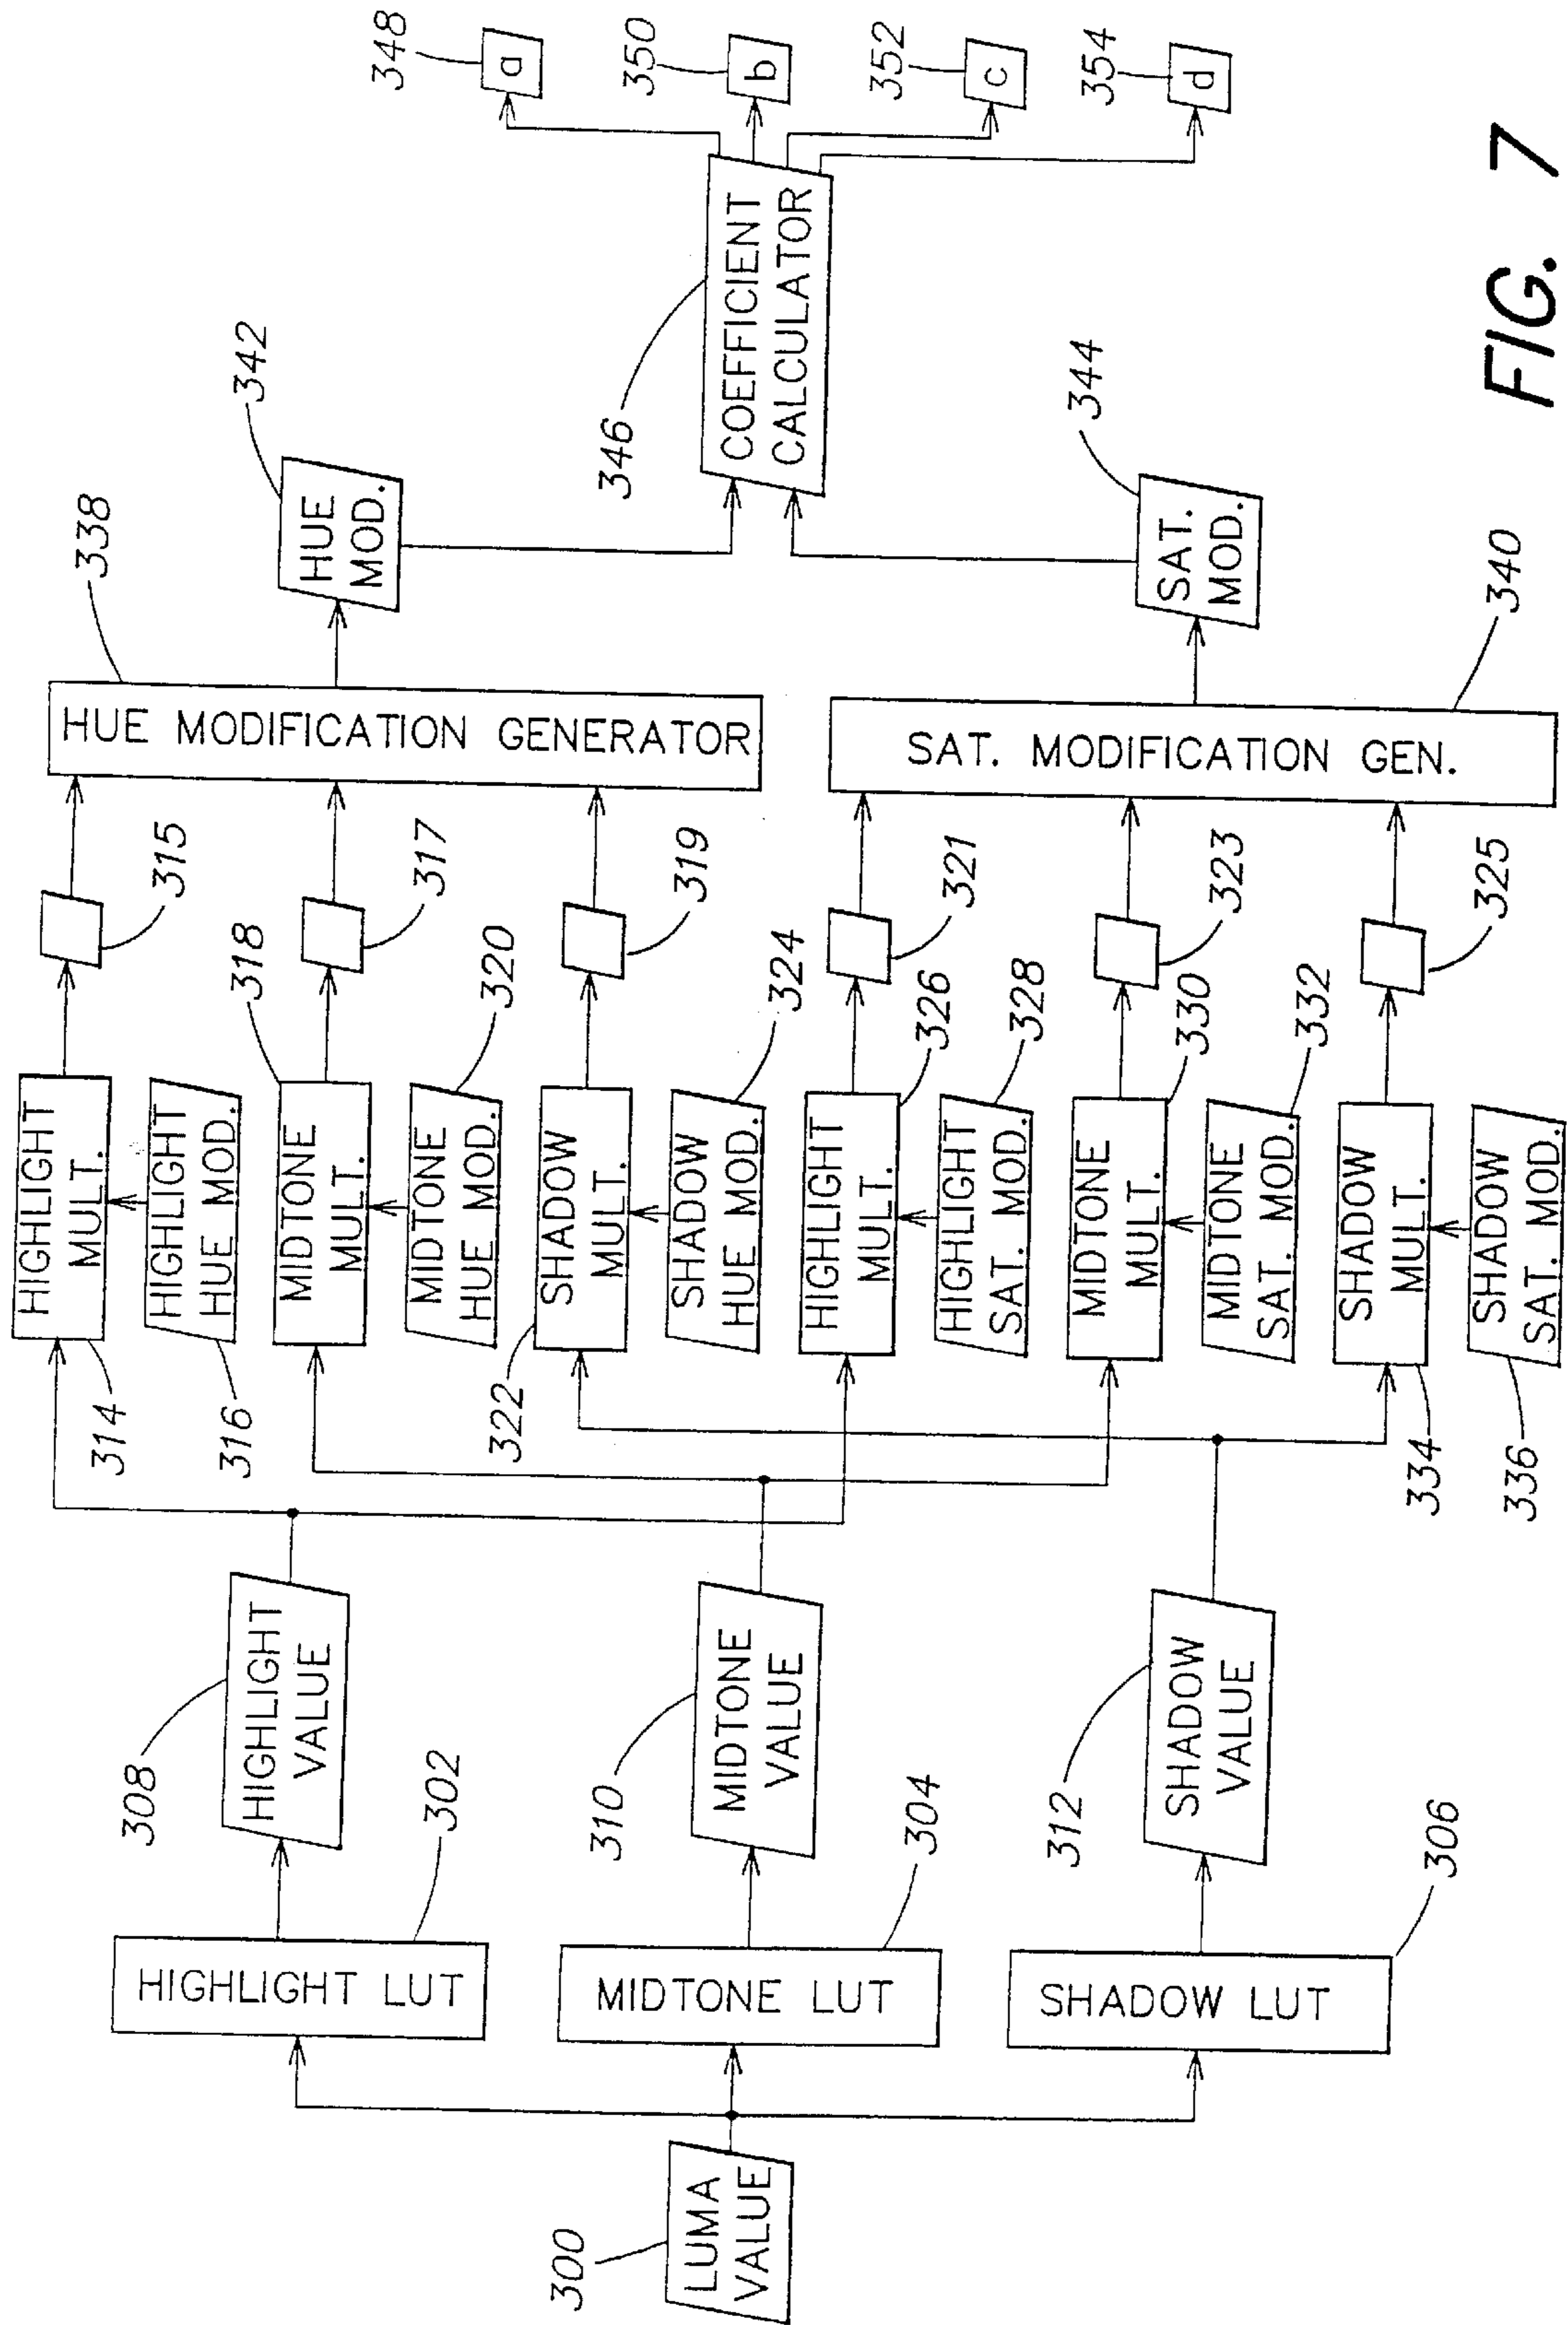 300
LUMA
VALUE
HIGHLIGHT LUT
302
MIDTONE LUT
304
SHADOW LUT
306
308
HIGHLIGHT
VALUE
310
MIDTONE
VALUE
312
SHADOW
VALUE
HIGHLIGHT
MULT.
314
HIGHLIGHT
HUE MOD.
316
318
MIDTONE
MULT.
MIDTONE
HUE MOD.
320
322
SHADOW
MULT.
SHADOW
HUE MOD.
324
HIGHLIGHT
MULT.
326
HIGHLIGHT
SAT. MOD.
328
MIDTONE
MULT.
330
MIDTONE
SAT. MOD.
332
SHADOW
MULT.
334
SHADOW
SAT. MOD.
336
315
317
319
321
323
325
HUE MODIFICATION GENERATOR
338
SAT. MODIFICATION GEN.
340
HUE
MOD.
342
SAT.
MOD.
344
346
COEFFICIENT
CALCULATOR
348
a
350
b
352
c
354
d
FIG. 7